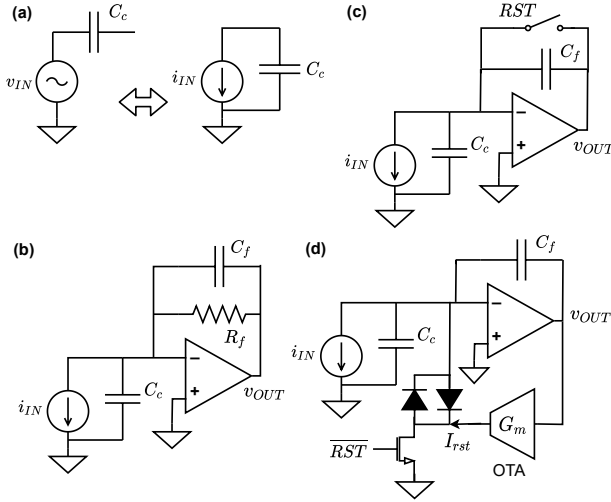 (a)
C_c
v_IN
i_IN
C_c
(b)
C_f
R_f
i_IN
C_c
v_OUT
(c)
RST
C_f
i_IN
C_c
v_OUT
(d)
C_f
i_IN
C_c
v_OUT
\overline{RST}
I_rst
G_m
OTA